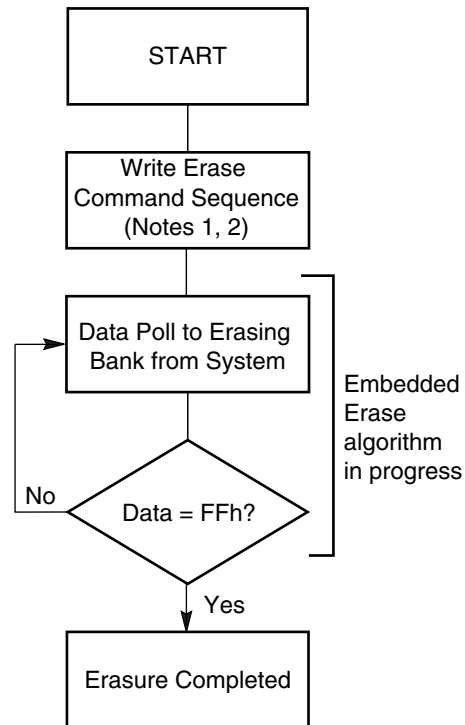 START
Write Erase
Command Sequence
(Notes 1, 2)
Data Poll to Erasing
Bank from System
Embedded
Erase
algorithm
in progress
No
Data = FFh?
Yes
Erasure Completed